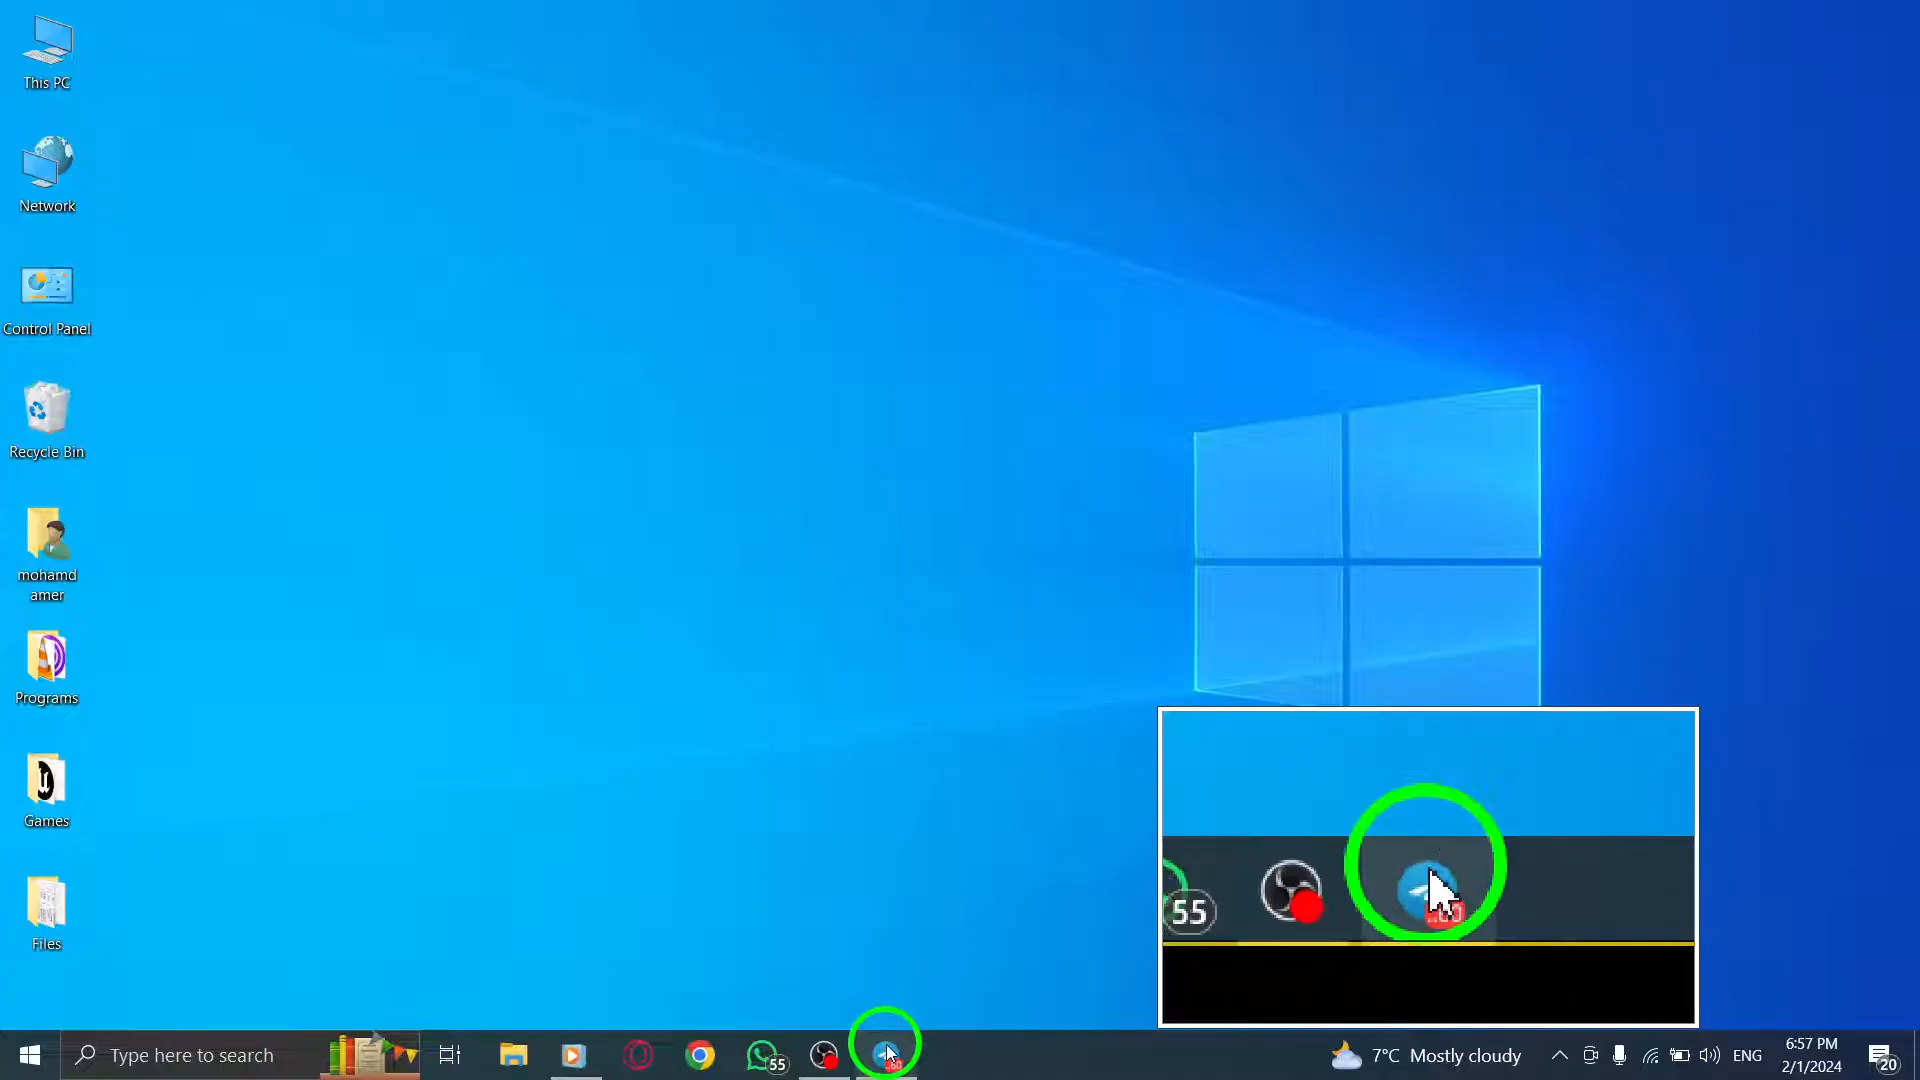 This PC
Network
Control Panel
Recycle Bin
mohamd
amer
Programs
Games
Files
55
Type here to search
55
..60
7°C Mostly cloudy
ENG
6:57 PM
2/1/2024
20